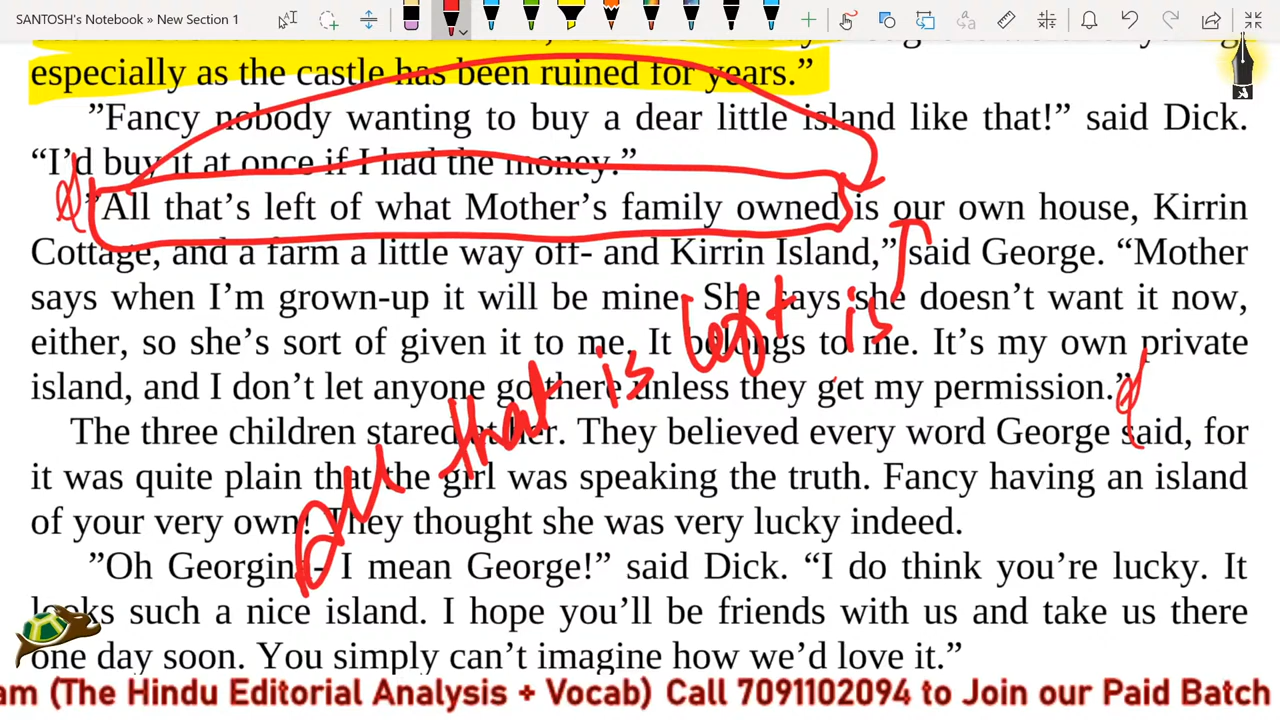 SANTOSH's Notebook » New Section 1
especially as the castle has been ruined for years.”
”Fancy nobody wanting to buy a dear little island like that!” said Dick.
“I’d buy it at once if I had the money.”
”All that’s left of what Mother’s family owned is our own house, Kirrin
Cottage, and a farm a little way off- and Kirrin Island,” said George. “Mother
says when I’m grown-up it will be mine. She says she doesn’t want it now,
either, so she’s sort of given it to me. It belongs to me. It’s my own private
island, and I don’t let anyone go there unless they get my permission.”
The three children stared at her. They believed every word George said, for
it was quite plain that the girl was speaking the truth. Fancy having an island
of your very own! They thought she was very lucky indeed.
”Oh Georgina- I mean George!” said Dick. “I do think you’re lucky. It
looks such a nice island. I hope you’ll be friends with us and take us there
one day soon. You simply can’t imagine how we’d love it.”
All that is left is
am (The Hindu Editorial Analysis + Vocab) Call 7091102094 to Join our Paid Batch